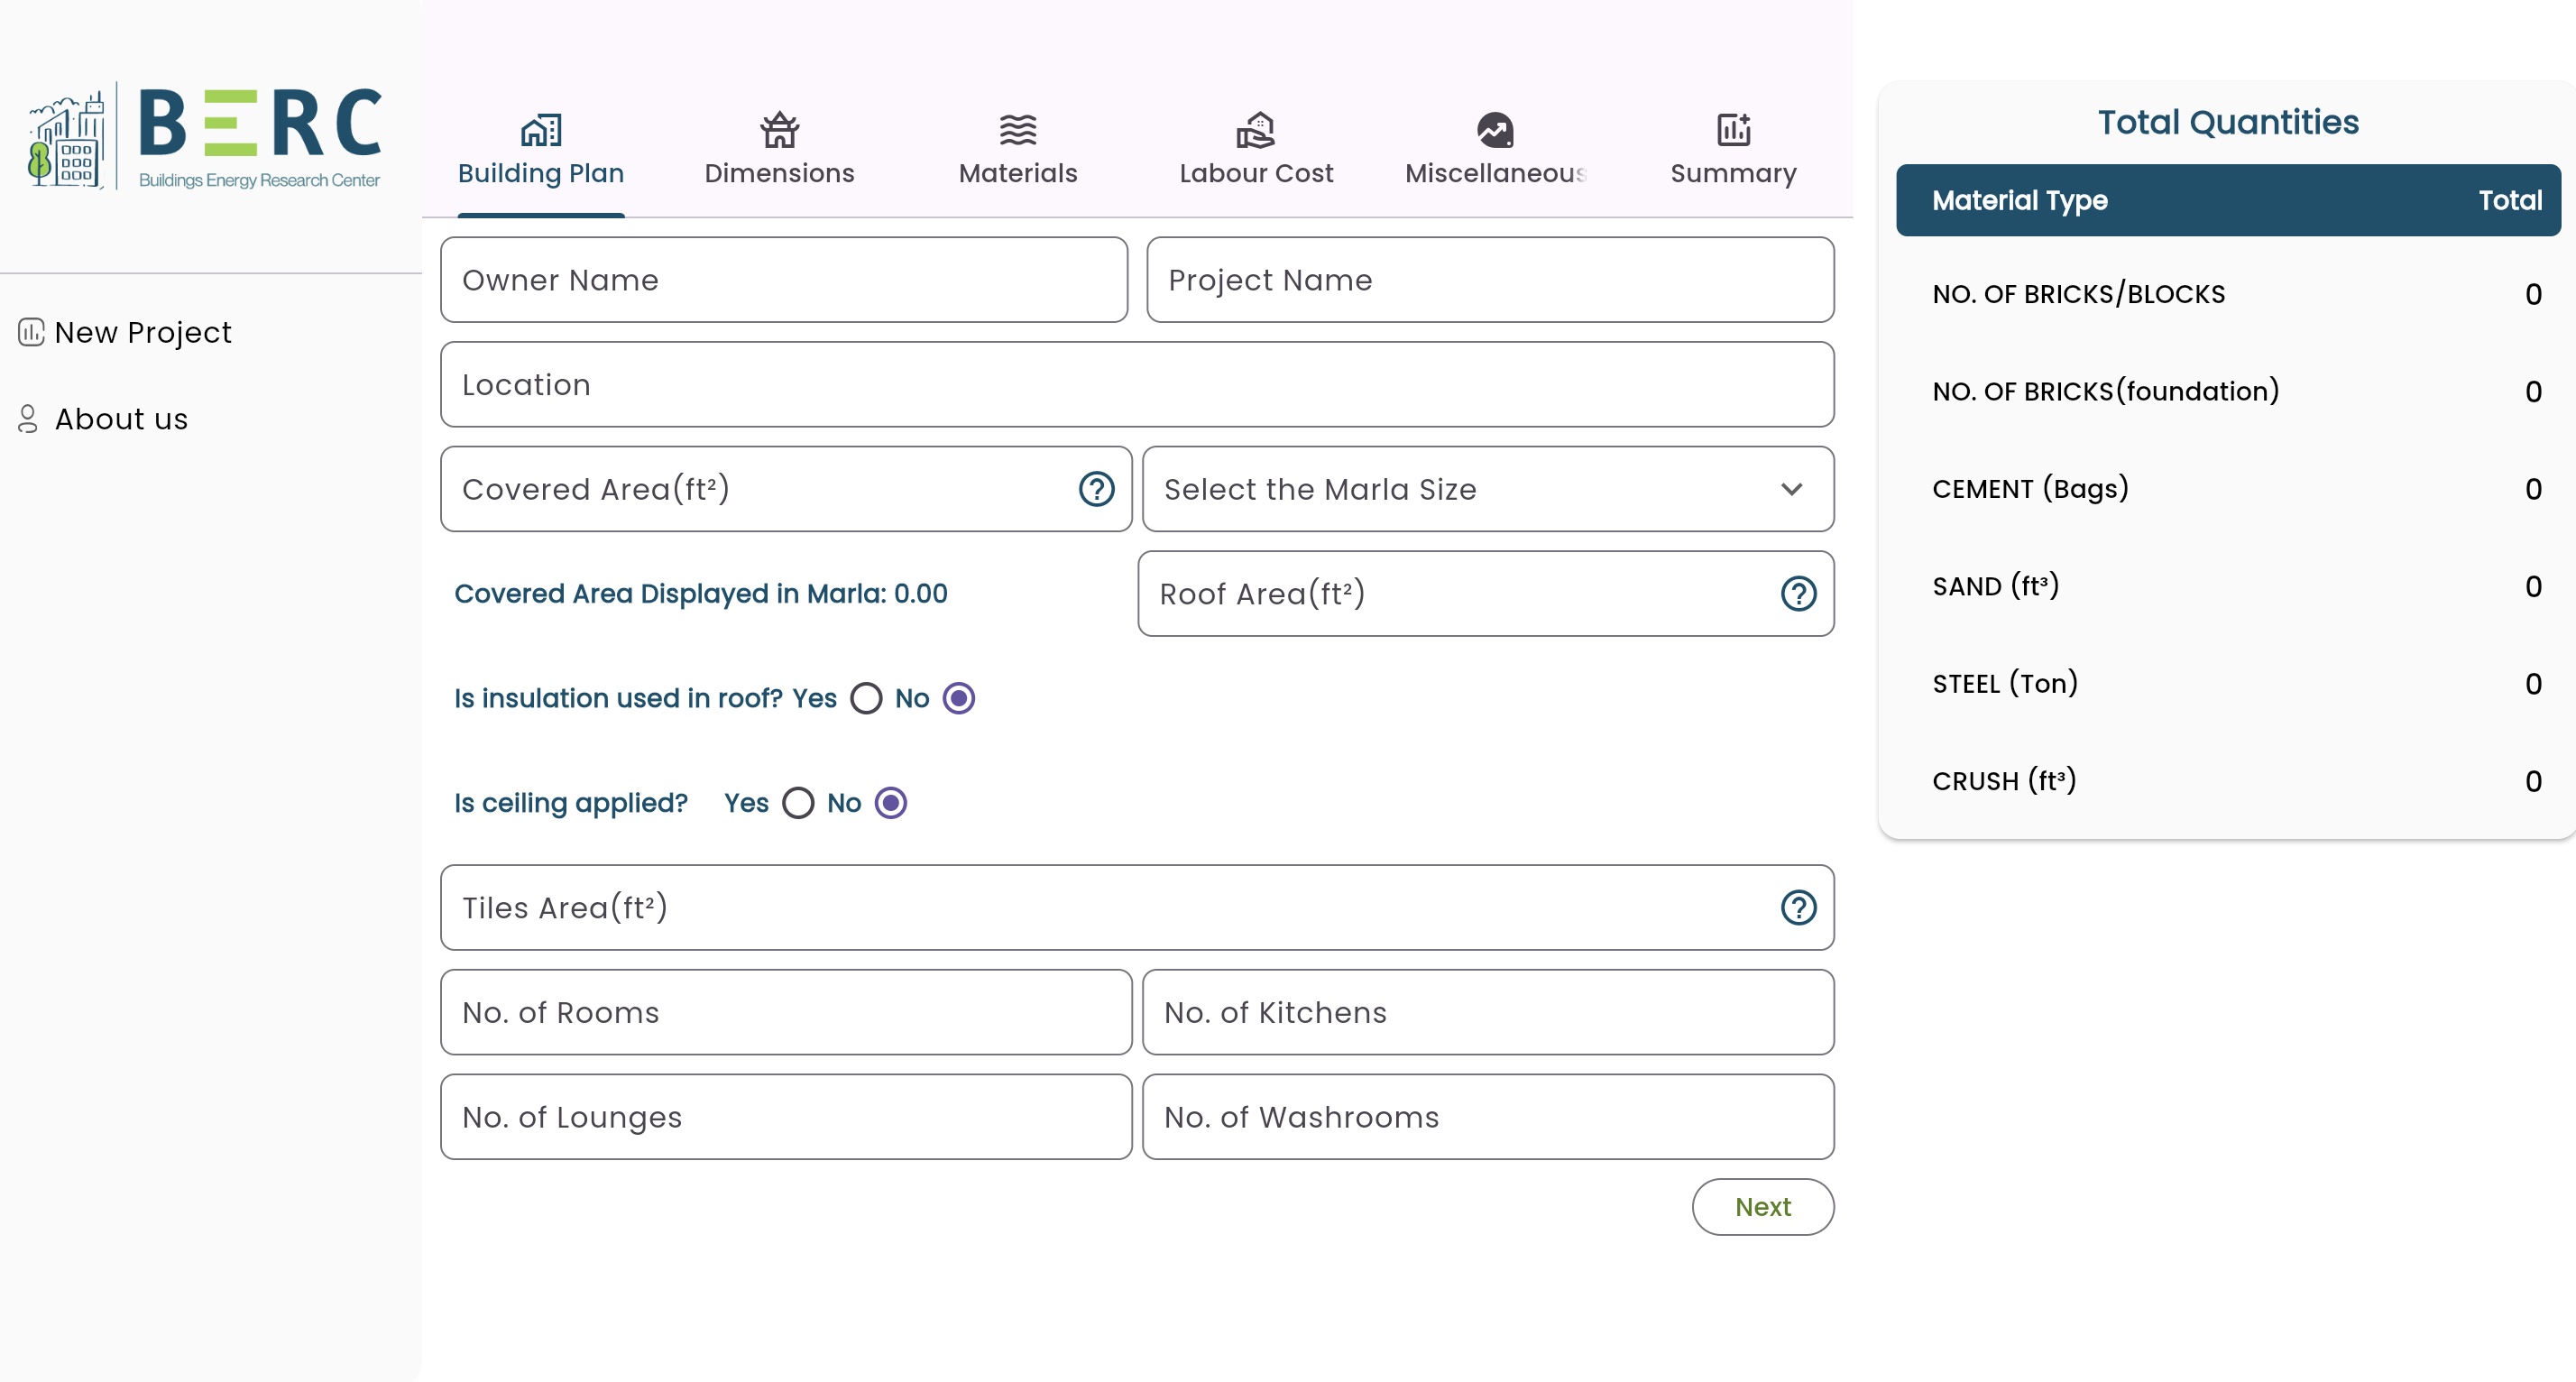 BERC
Buildings Energy Research Center
New Project
About us
Building Plan
Dimensions
Materials
Labour Cost
Miscellaneous
Summary
Owner Name
Project Name
Location
Covered Area(ft²)
Select the Marla Size
Covered Area Displayed in Marla: 0.00
Roof Area(ft²)
Is insulation used in roof? Yes No
Is ceiling applied? Yes No
Tiles Area(ft²)
No. of Rooms
No. of Kitchens
No. of Lounges
No. of Washrooms
Next
Total Quantities
Material Type Total
NO. OF BRICKS/BLOCKS 0
NO. OF BRICKS(foundation) 0
CEMENT (Bags) 0
SAND (ft³) 0
STEEL (Ton) 0
CRUSH (ft³) 0